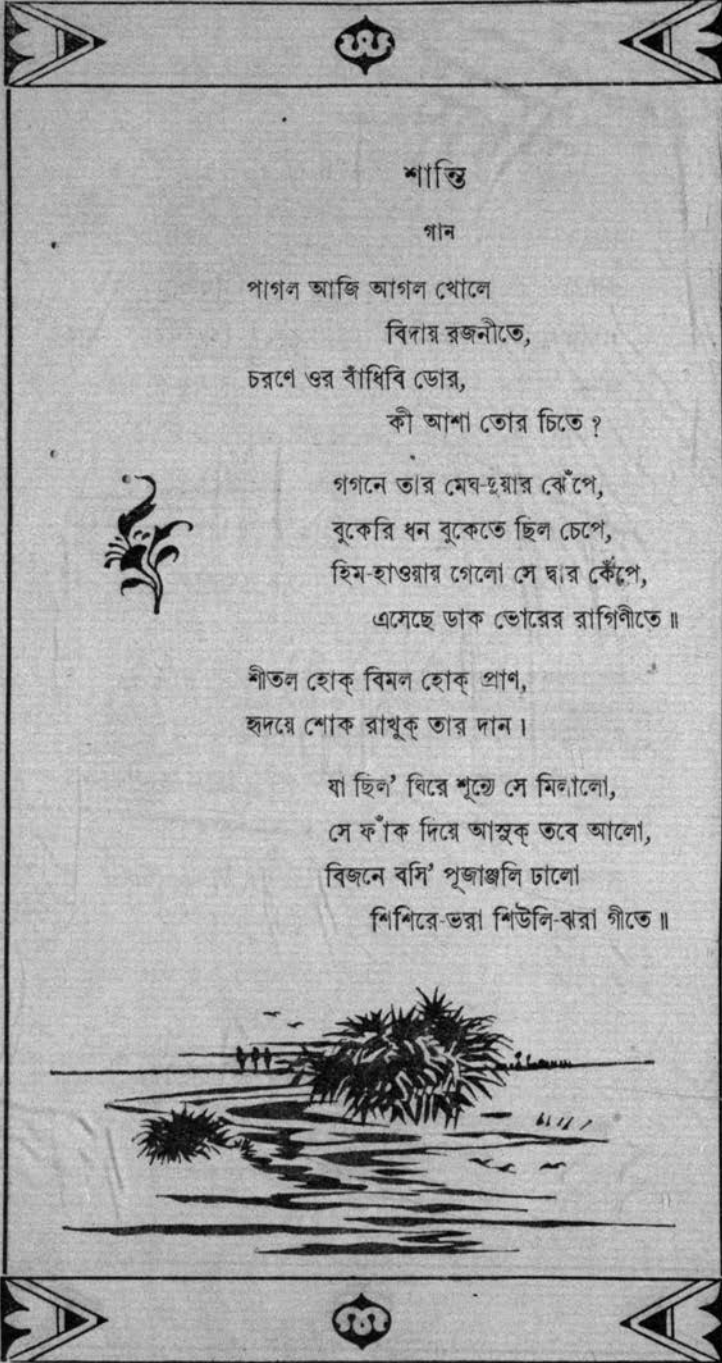 শান্তি
গান
পাগল আজি আগল খোলে
বিদায় রজনীতে,
চরণে ওর বাঁধিবি ডোর,
কী আশা তোর চিতে ?
গগনে তার মেঘ-দুয়ার ঝেঁপে,
বুকেরি ধন বুকেতে ছিল চেপে,
হিম-হাওয়ায় গেলো সে দ্বার কেঁপে,
এসেছে ডাক ভোরের রাগিণীতে ॥
শীতল হোক্ বিমল হোক্ প্রাণ,
হৃদয়ে শোক রাখুক্ তার দান ।
যা ছিল’ ঘিরে শূন্যে সে মিলালো,
সে ফাঁক দিয়ে আসুক্ তবে আলো,
বিজনে বসি’ পূজাঞ্জলি ঢালো
শিশিরে-ভরা শিউলি-ঝরা গীতে ॥